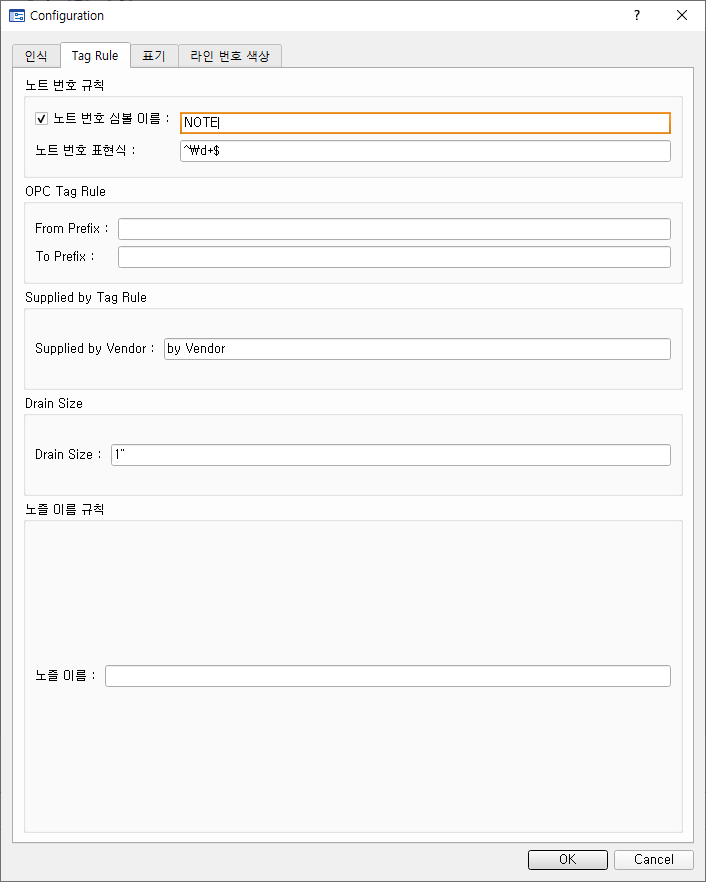 Configuration
인식 Tag Rule 표기 라인 번호 색상
노트 번호 규칙
노트 번호 심볼 이름 : NOTE
노트 번호 표현식 : ^₩d+$
OPC Tag Rule
From Prefix :
To Prefix :
Supplied by Tag Rule
Supplied by Vendor : by Vendor
Drain Size
Drain Size : 1"
노즐 이름 규칙
노즐 이름 :
OK Cancel